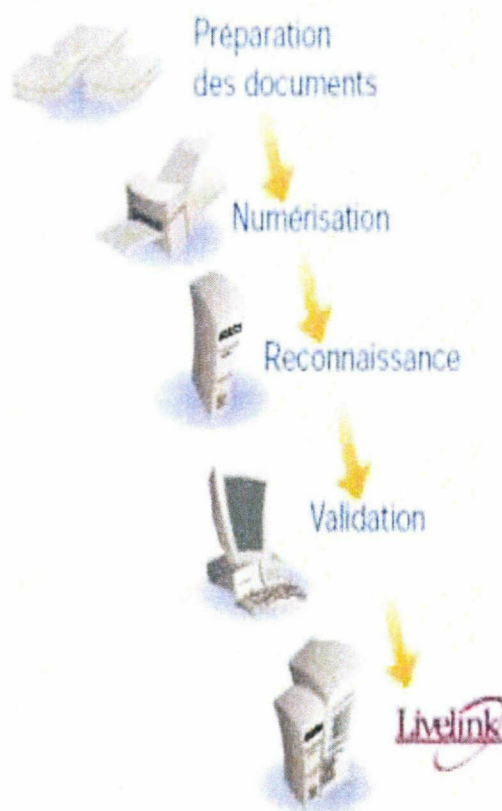 Préparation
des documents
Numérisation
Reconnaissance
Validation
Livelink